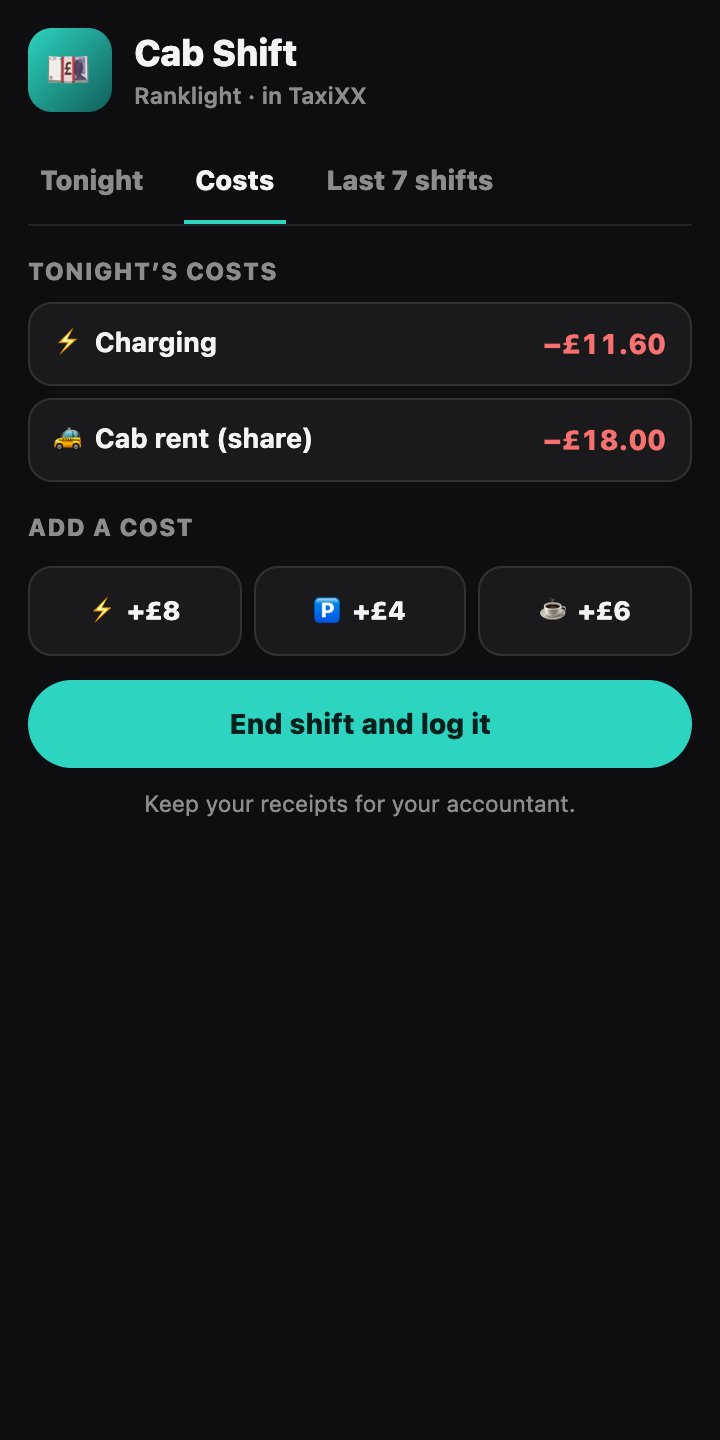 Cab Shift
Ranklight · in TaxiXX
Tonight Costs Last 7 shifts
TONIGHT’S COSTS
⚡ Charging −£11.60
🚕 Cab rent (share) −£18.00
ADD A COST
⚡ +£8 🅿️ +£4 ☕ +£6
End shift and log it
Keep your receipts for your accountant.